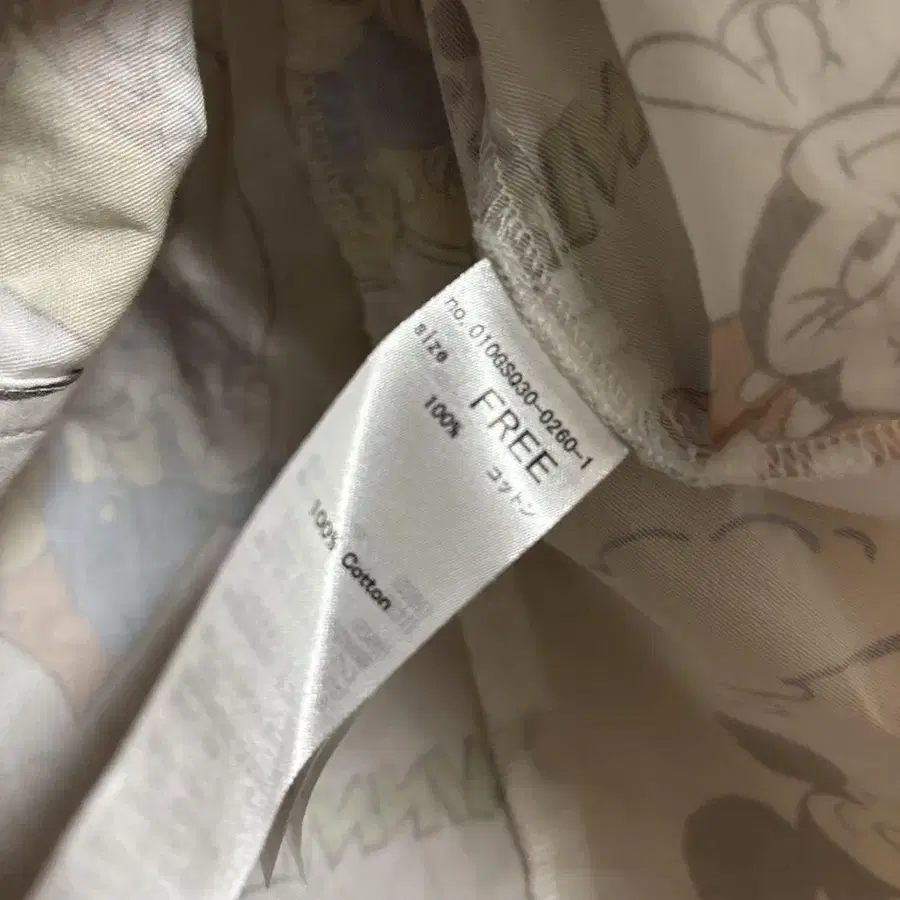 no. 010GS030-0260-1
size FREE
100% コットン
100% Cotton